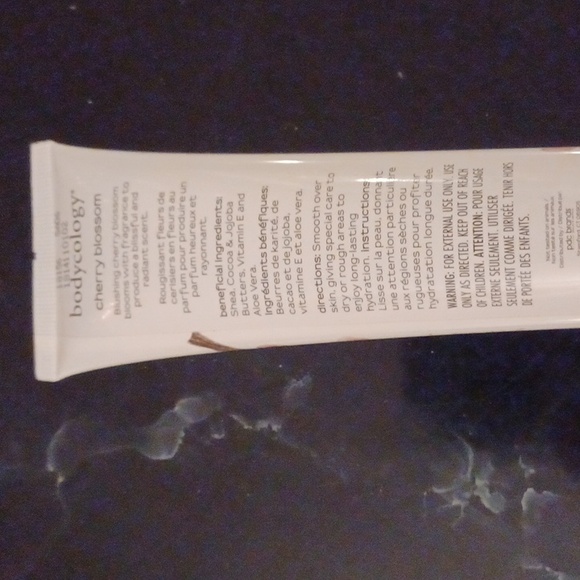 bodycology®
cherry blossom
Blushing cherry blossom
blooms with fragrance to
produce a blissful and
radiant scent.
Rougissant fleurs de
cerisiers en fleurs au
parfum pour produire un
parfum heureux et
rayonnant.
beneficial ingredients:
Shea, Cocoa & Jojoba
Butters, Vitamin E and
Aloe vera.
Ingrédients bénéfiques:
Beurres de karité, de
cacao et de jojoba,
vitamine E et aloe vera.
directions: Smooth over
skin, giving special care to
dry or rough areas to
enjoy long-lasting
hydration. Instructions:
Lisse sur la peau, donnant
une attention particulière
aux régions sèches ou
rugueuses pour profiter
hydratation longue durée.
WARNING: FOR EXTERNAL USE ONLY. USE
ONLY AS DIRECTED. KEEP OUT OF REACH
OF CHILDREN. ATTENTION: POUR USAGE
EXTERNE SEULEMENT. UTILISER
SEULEMENT COMME DIRIGÉE. TENIR HORS
DE PORTÉE DES ENFANTS.
pdc brands